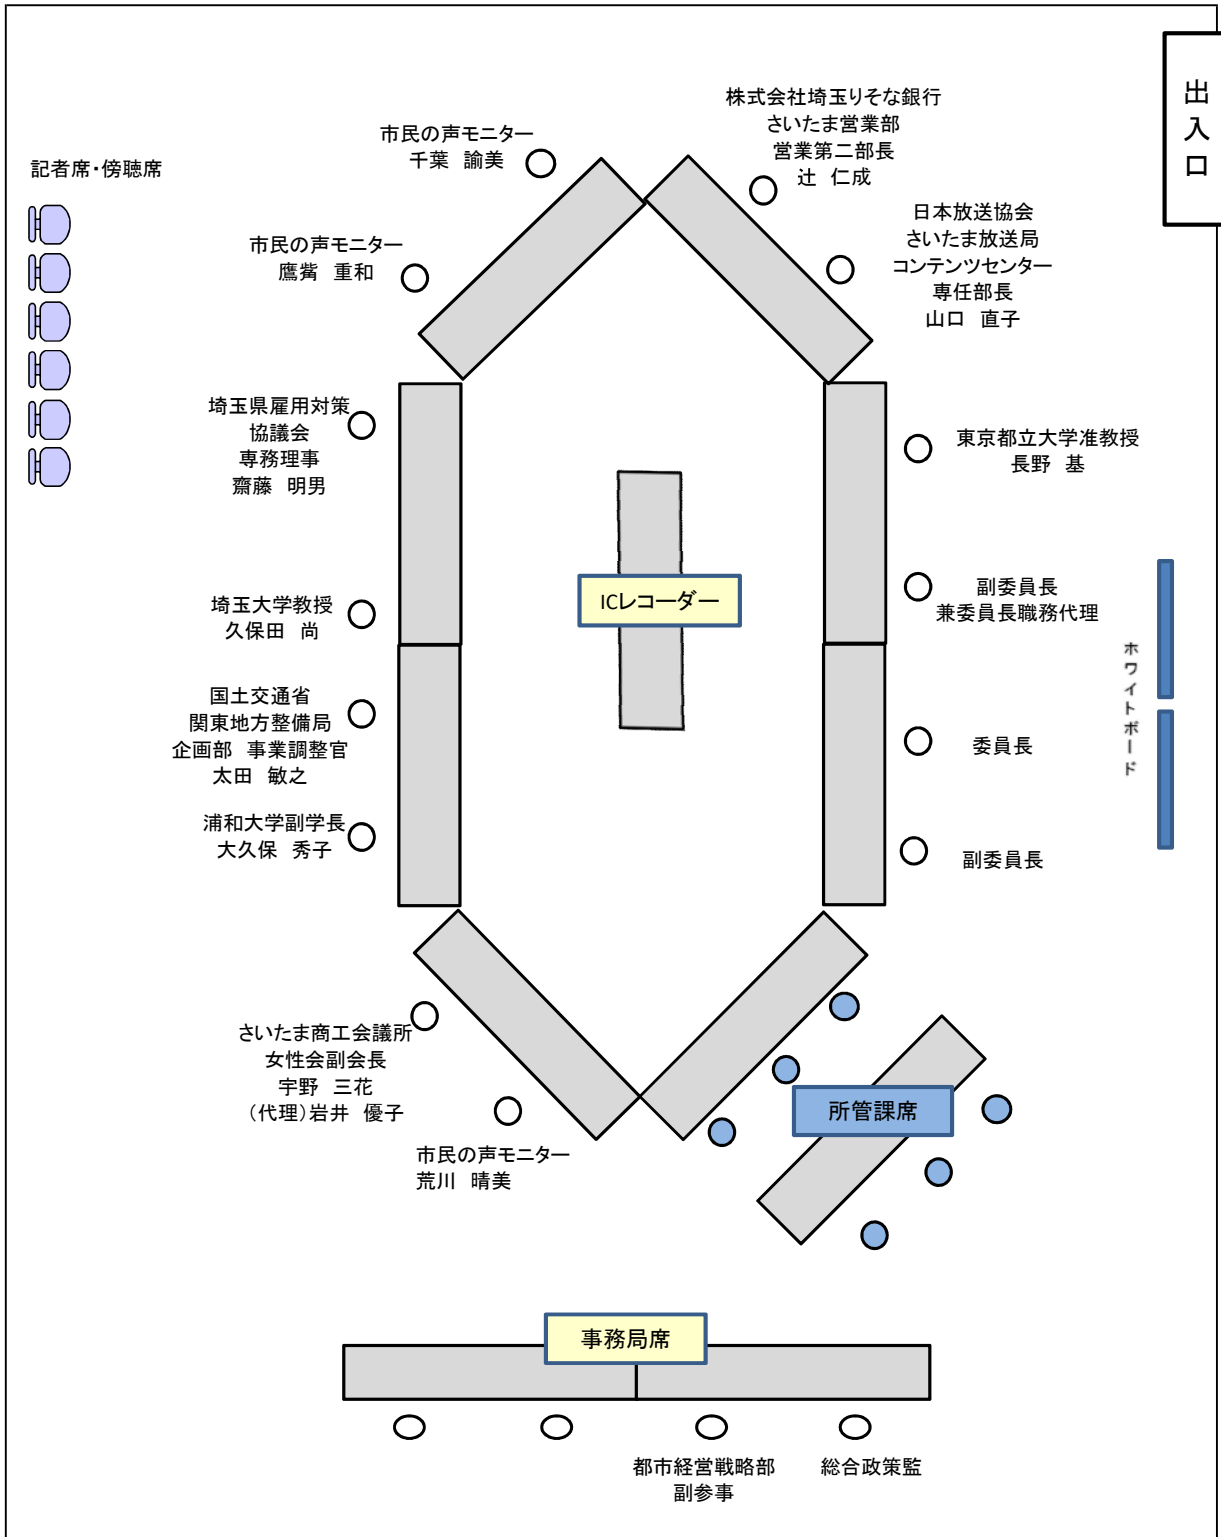 出入口
株式会社埼玉りそな銀行
さいたま営業部
営業第二部長
辻　仁成
市民の声モニター
千葉　諭美
記者席・傍聴席
日本放送協会
さいたま放送局
コンテンツセンター
専任部長
山口　直子
市民の声モニター
鷹觜　重和
埼玉県雇用対策
協議会
専務理事
齋藤　明男
東京都立大学准教授
長野　基
ICレコーダー
埼玉大学教授
久保田　尚
副委員長
兼委員長職務代理
ホワイトボード
国土交通省
関東地方整備局
企画部　事業調整官
太田　敏之
委員長
浦和大学副学長
大久保　秀子
副委員長
さいたま商工会議所
女性会副会長
宇野　三花
（代理）岩井　優子
所管課席
市民の声モニター
荒川　晴美
事務局席
都市経営戦略部
副参事
総合政策監